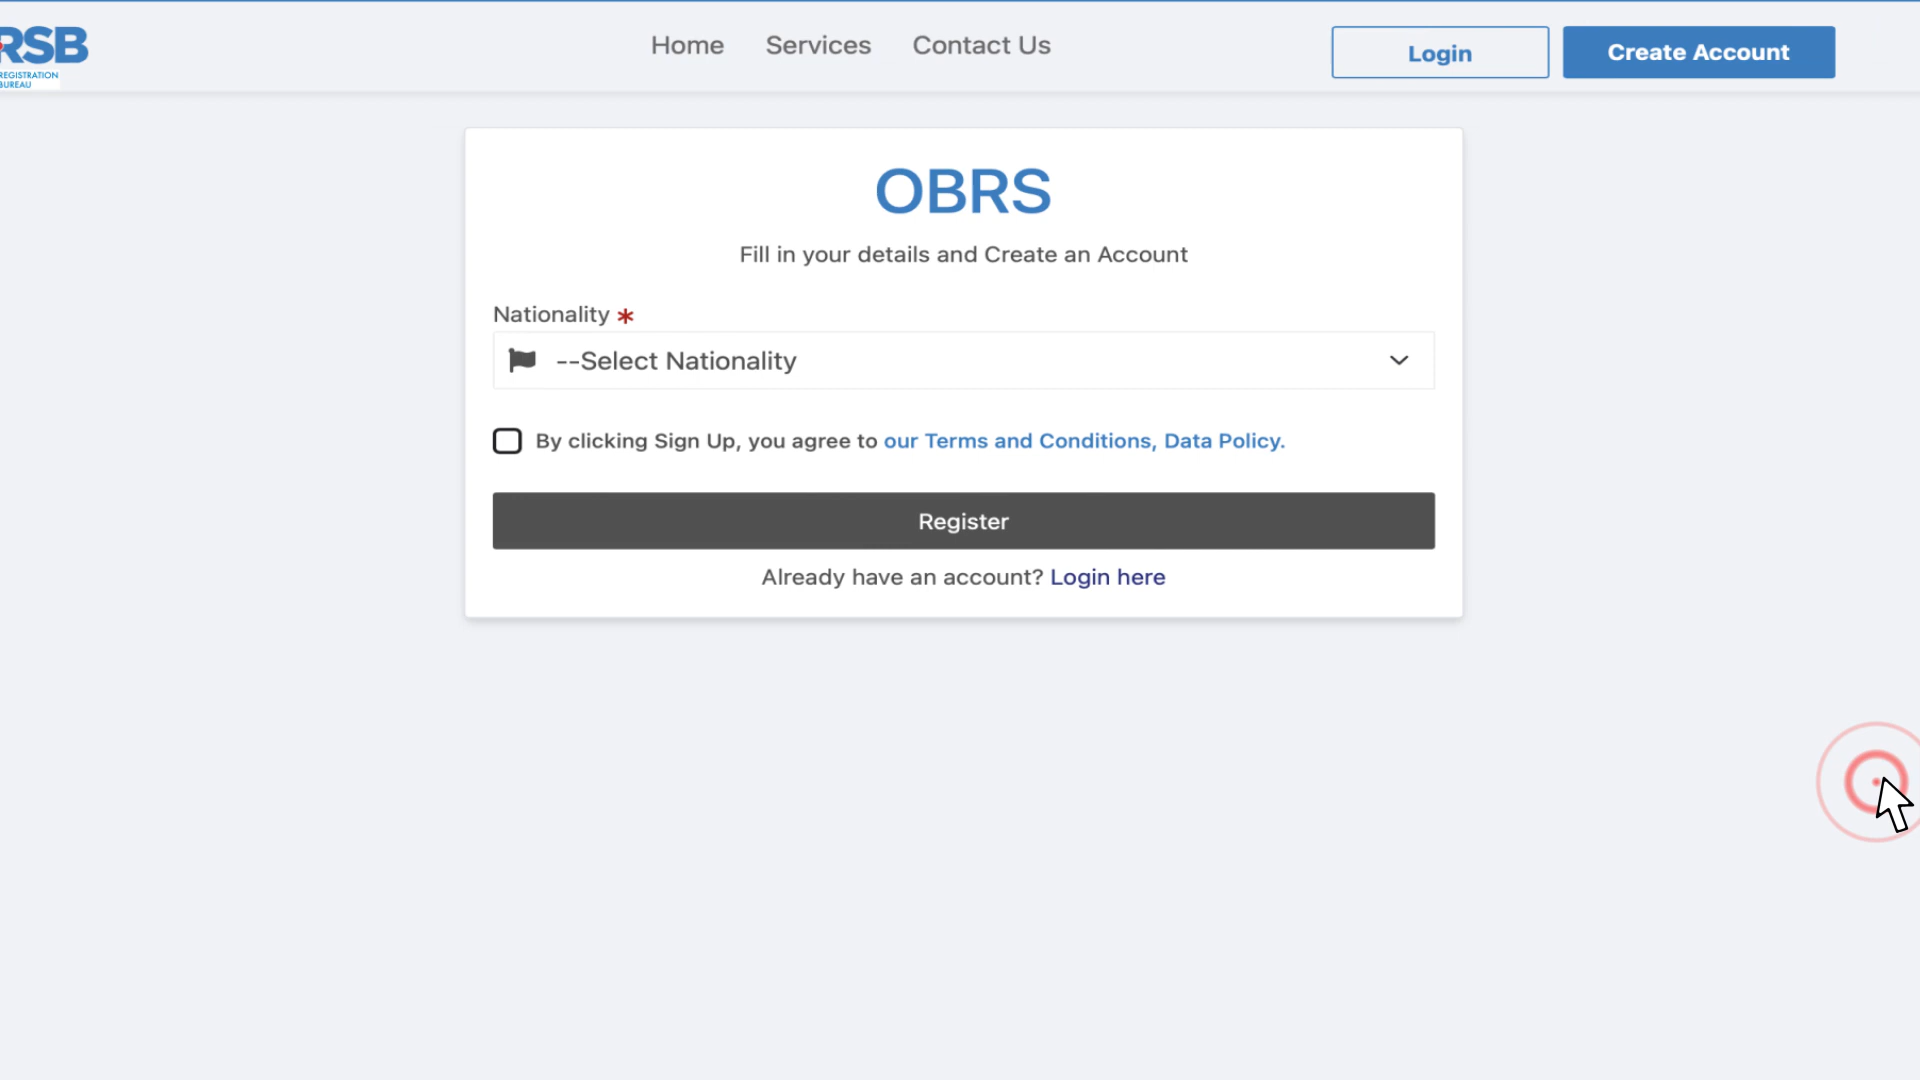 RSB
REGISTRATION
BUREAU
Home Services Contact Us
Login
Create Account
OBRS
Fill in your details and Create an Account
Nationality *
--Select Nationality
By clicking Sign Up, you agree to our Terms and Conditions, Data Policy.
Register
Already have an account? Login here